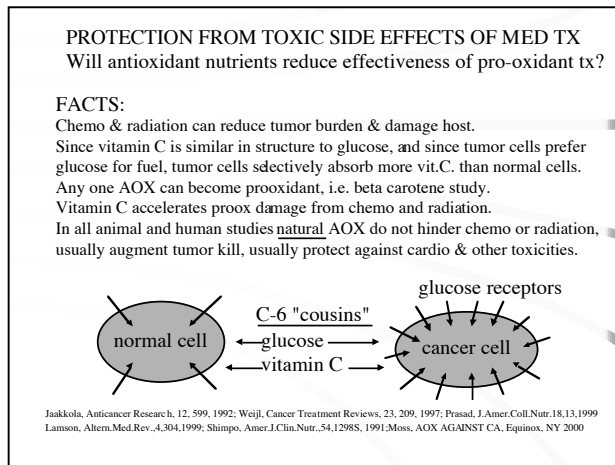 PROTECTION FROM TOXIC SIDE EFFECTS OF MED TX
Will antioxidant nutrients reduce effectiveness of pro-oxidant tx?
FACTS:
Chemo & radiation can reduce tumor burden & damage host.
Since vitamin C is similar in structure to glucose, and since tumor cells prefer
glucose for fuel, tumor cells selectively absorb more vit.C. than normal cells.
Any one AOX can become prooxidant, i.e. beta carotene study.
Vitamin C accelerates proox damage from chemo and radiation.
In all animal and human studies natural AOX do not hinder chemo or radiation,
usually augment tumor kill, usually protect against cardio & other toxicities.
glucose receptors
C-6 "cousins"
normal cell
glucose
cancer cell
vitamin C
Jaakkola, Anticancer Research, 12, 599, 1992; Weijl, Cancer Treatment Reviews, 23, 209, 1997; Prasad, J.Amer.Coll.Nutr.18,13,1999
Lamson, Altern.Med.Rev.,4,304,1999; Shimpo, Amer.J.Clin.Nutr.,54,1298S, 1991;Moss, AOX AGAINST CA, Equinox, NY 2000